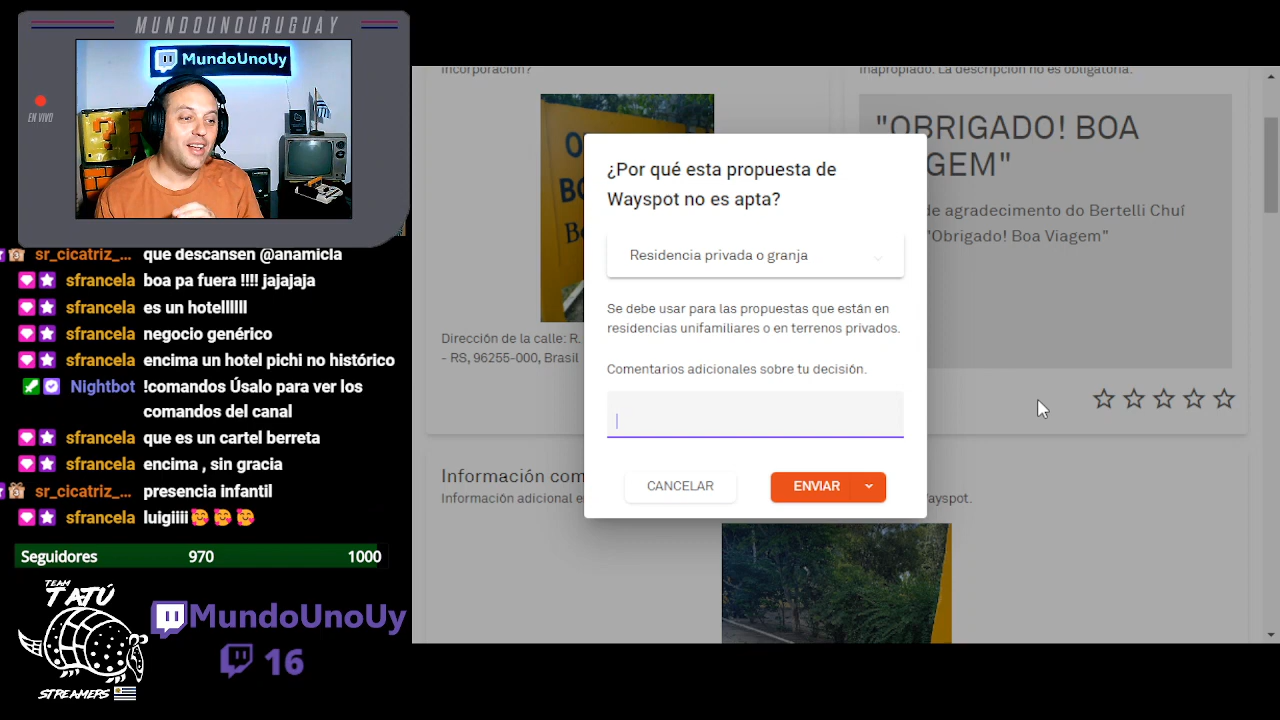 MUNDOUNOURUGUAY
MundoUnoUy
EN VIVO
sr_cicatriz_... que descansen @anamicla
sfrancela boa pa fuera !!!! jajajaja
sfrancela es un hotelllllll
sfrancela negocio genérico
sfrancela encima un hotel pichi no histórico
Nightbot !comandos Úsalo para ver los
comandos del canal
sfrancela que es un cartel berreta
sfrancela encima , sin gracia
sr_cicatriz_... presencia infantil
sfrancela luigiiii
Seguidores 970 1000
TEAM
TATÚ
STREAMERS
MundoUnoUy
16
incorporación?
inapropiado. La descripción no es obligatoria.
"OBRIGADO! BOA
AGEM"
de agradecimento do Bertelli Chuí
"Obrigado! Boa Viagem"
Dirección de la calle: R.
- RS, 96255-000, Brasil
¿Por qué esta propuesta de
Wayspot no es apta?
Residencia privada o granja
Se debe usar para las propuestas que están en
residencias unifamiliares o en terrenos privados.
Comentarios adicionales sobre tu decisión.
CANCELAR ENVIAR
Información com
Información adicional e
ayspot.